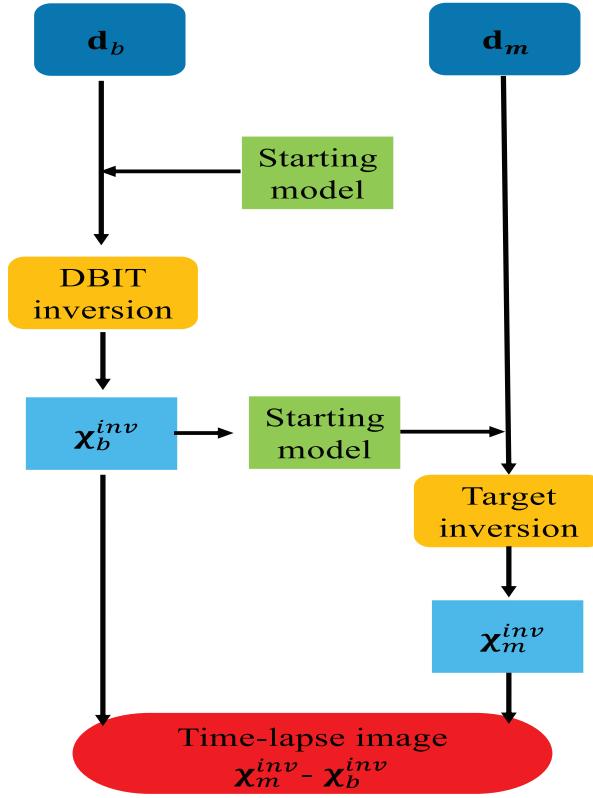 d_b
d_m
Starting
model
DBIT
inversion
χ_b^{inv}
Starting
model
Target
inversion
χ_m^{inv}
Time-lapse image
χ_m^{inv} - χ_b^{inv}